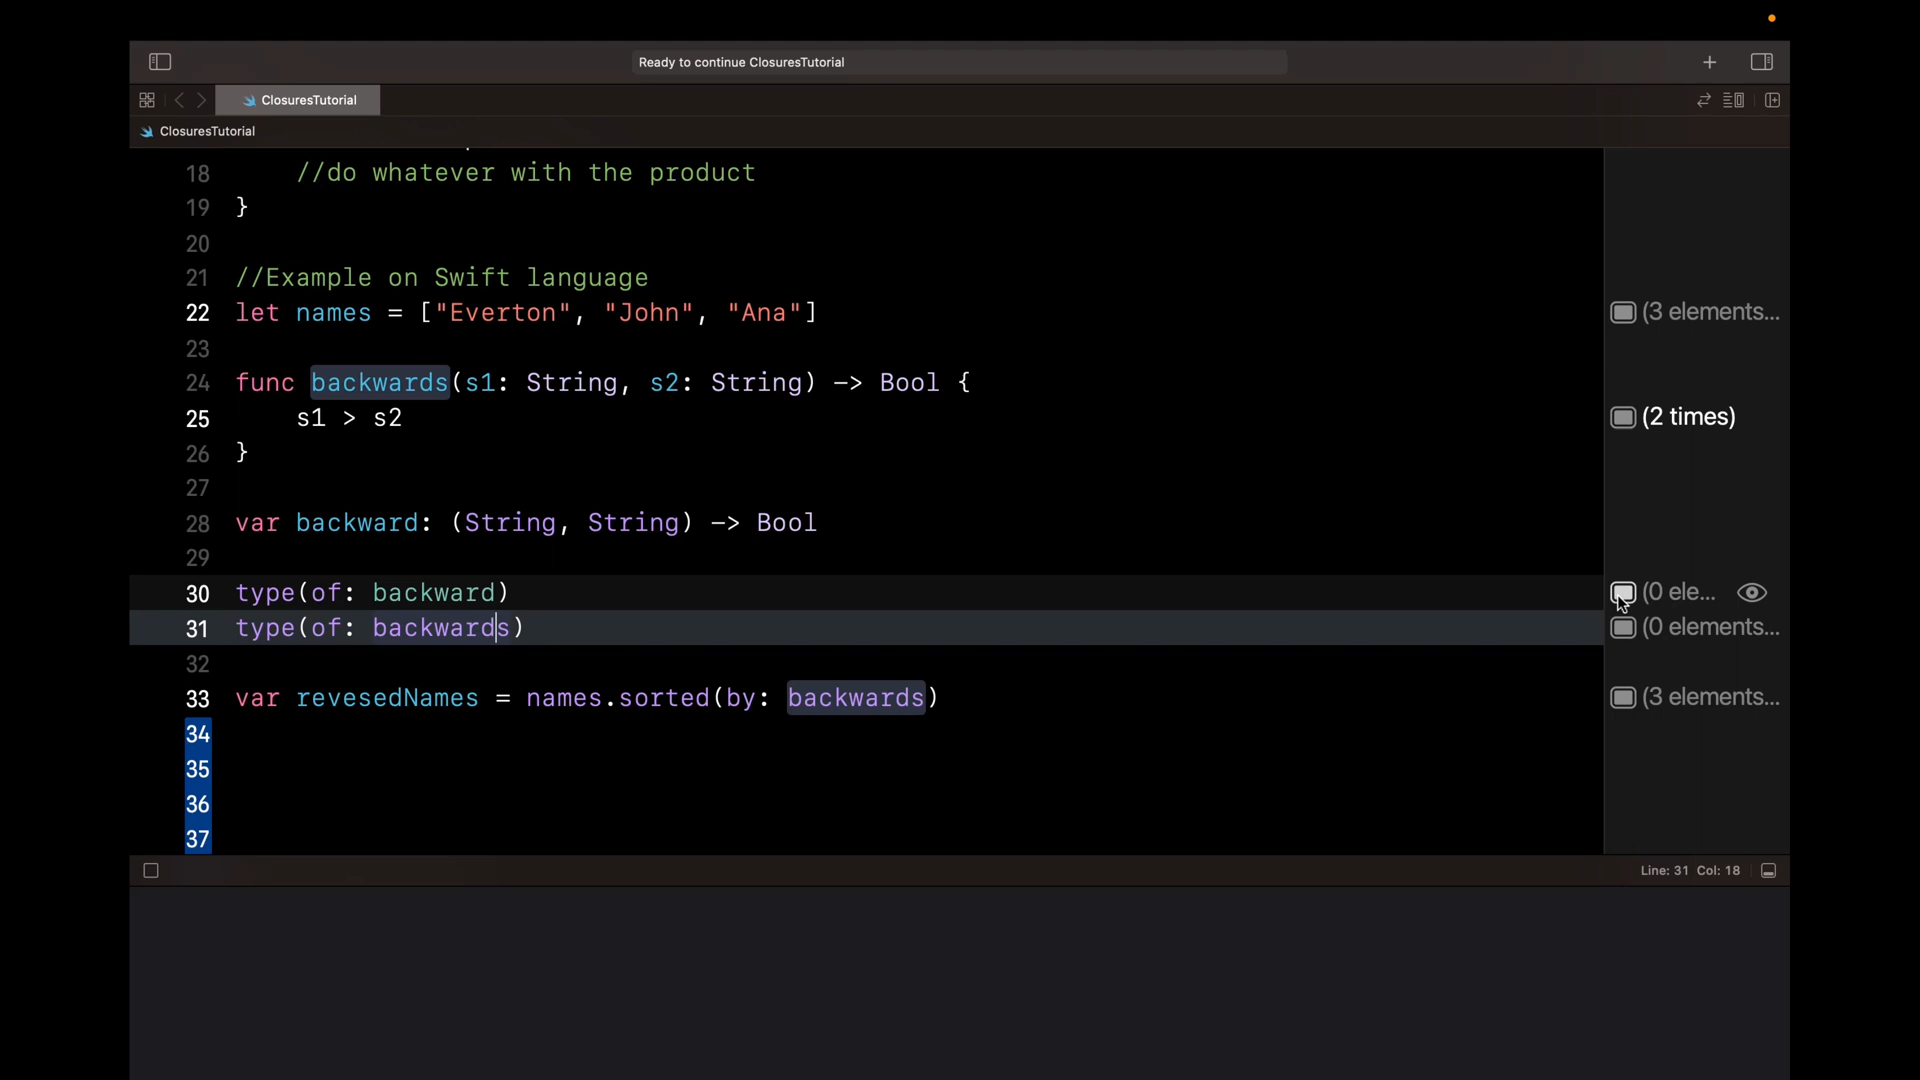 Ready to continue ClosuresTutorial
ClosuresTutorial
ClosuresTutorial
18 //do whatever with the product
19 }
20
21 //Example on Swift language
22 let names = ["Everton", "John", "Ana"] (3 elements...
23
24 func backwards(s1: String, s2: String) -> Bool {
25 s1 > s2 (2 times)
26 }
27
28 var backward: (String, String) -> Bool
29
30 type(of: backward) (0 ele...
31 type(of: backwards) (0 elements...
32
33 var revesedNames = names.sorted(by: backwards) (3 elements...
34
35
36
37
Line: 31 Col: 18